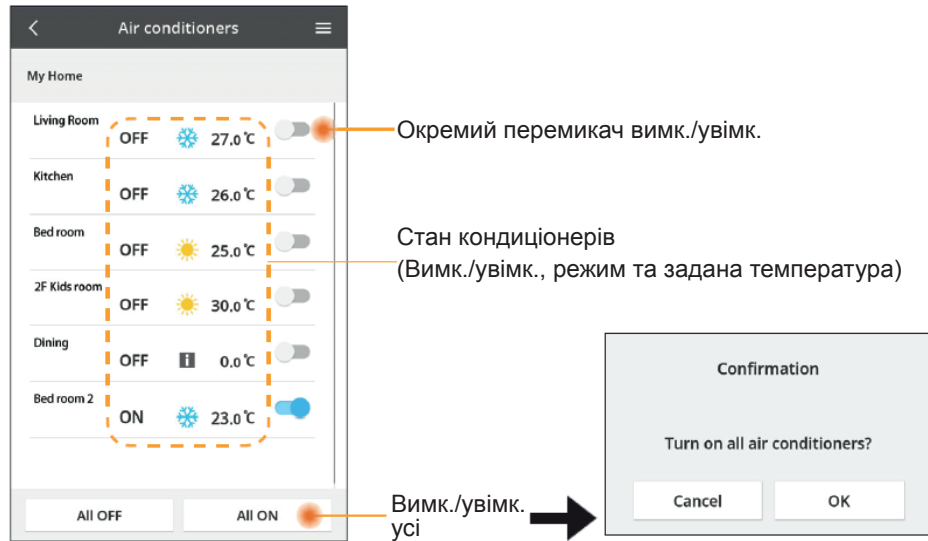 Air conditioners
My Home
Living Room
OFF 27.0 ℃
Окремий перемикач вимк./увімк.
Kitchen
OFF 26.0 ℃
Bed room
OFF 25.0 ℃
Стан кондиціонерів
(Вимк./увімк., режим та задана температура)
2F Kids room
OFF 30.0 ℃
Dining
OFF i 0.0 ℃
Bed room 2
ON 23.0 ℃
All OFF All ON
Вимк./увімк.
усі
Confirmation
Turn on all air conditioners?
Cancel OK